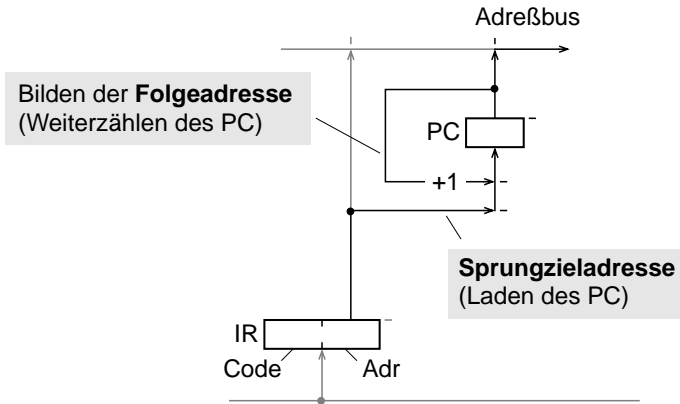 Adreßbus
Bilden der Folgeadresse
(Weiterzählen des PC)
PC
+1
Sprungzieladresse
(Laden des PC)
IR
Code
Adr